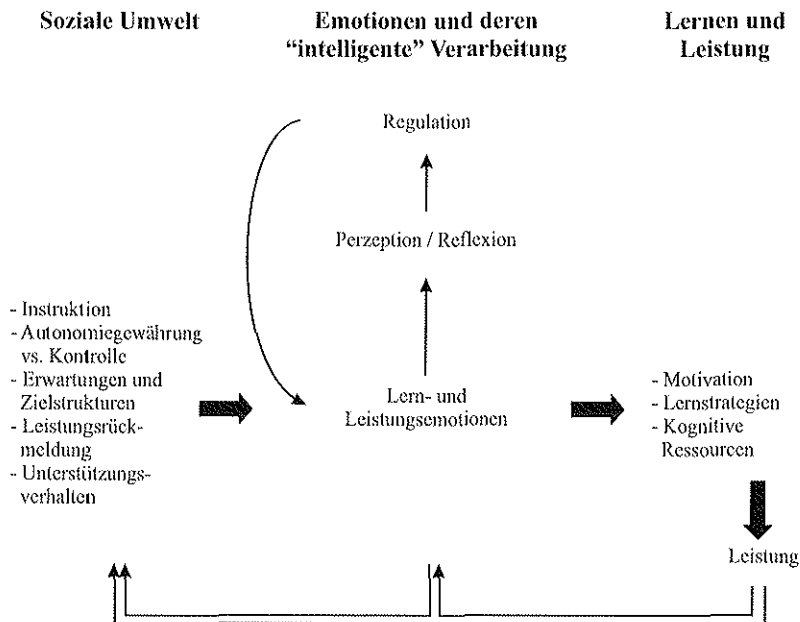 Soziale Umwelt
Emotionen und deren
“intelligente” Verarbeitung
Lernen und
Leistung
Regulation
Perzeption / Reflexion
- Instruktion
- Autonomiegewährung
vs. Kontrolle
- Erwartungen und
Zielstrukturen
- Leistungsrück-
meldung
- Unterstützungs-
verhalten
Lern- und
Leistungsemotionen
- Motivation
- Lernstrategien
- Kognitive
Ressourcen
Leistung